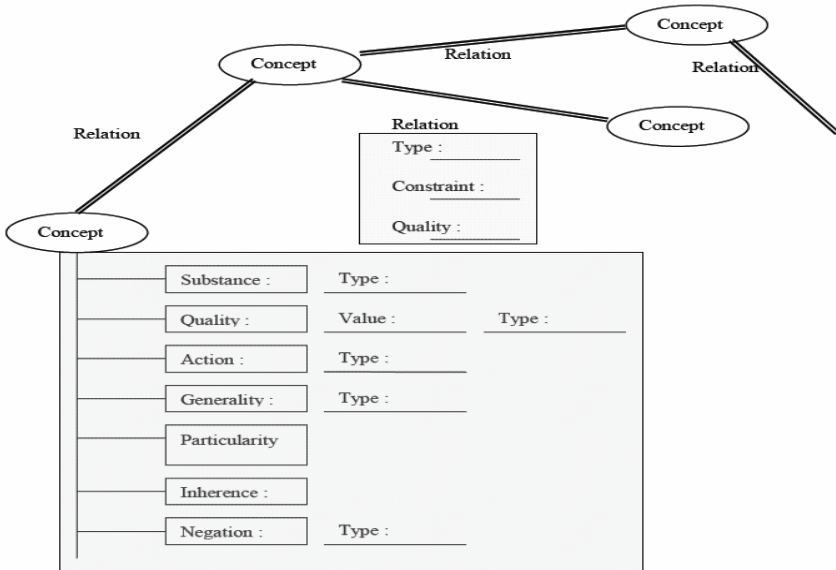 Concept
Relation
Concept
Relation
Concept
Relation
Relation
Type :
Constraint :
Quality :
Concept
Concept
Substance : Type :
Quality : Value : Type :
Action : Type :
Generality : Type :
Particularity
Inherence :
Negation : Type :